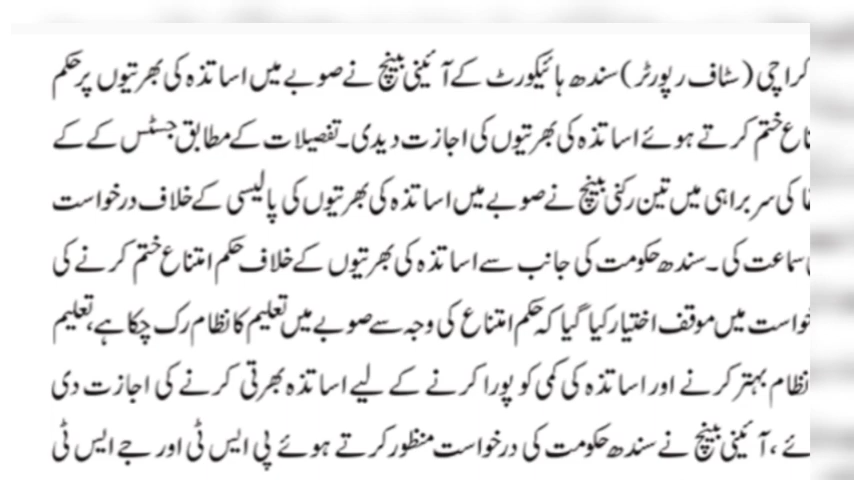 کراچی (سٹاف رپورٹر) سندھ ہائیکورٹ کے آئینی بینچ نے صوبے میں اساتذہ کی بھرتیوں پر حکم
ختم کرتے ہوئے اساتذہ کی بھرتیوں کی اجازت دیدی۔ تفصیلات کے مطابق جسٹس کے کے
کی سربراہی میں تین رکنی بینچ نے صوبے میں اساتذہ کی بھرتیوں کی پالیسی کے خلاف درخواست
سماعت کی۔ سندھ حکومت کی جانب سے اساتذہ کی بھرتیوں کے خلاف حکم امتناع ختم کرنے کی
میں موقف اختیار کیا گیا کہ حکم امتناع کی وجہ سے صوبے میں تعلیم کا نظام رک چکا ہے، تعلیم
نظام بہتر کرنے اور اساتذہ کی کمی کو پورا کرنے کے لیے اساتذہ بھرتی کرنے کی اجازت دی
، آئینی بینچ نے سندھ حکومت کی درخواست منظور کرتے ہوئے پی ایس ٹی اور جے ایس ٹی